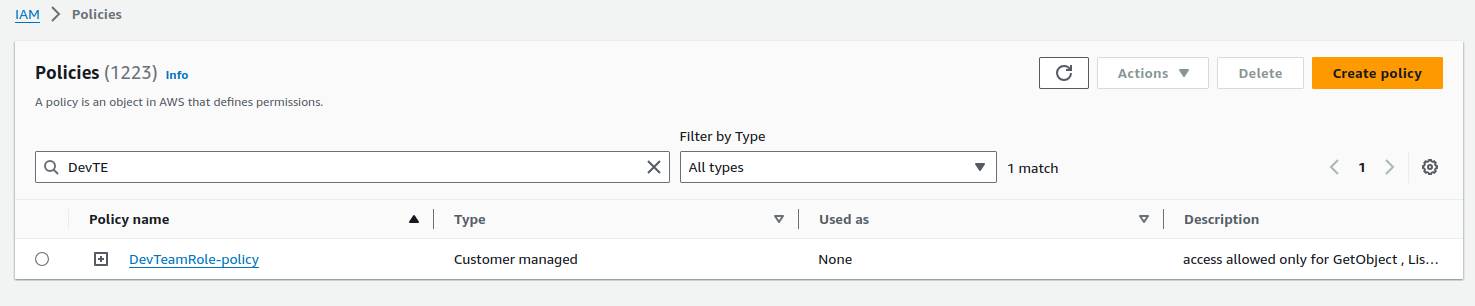 IAM > Policies
Policies (1223) Info
A policy is an object in AWS that defines permissions.
Actions Delete Create policy
Filter by Type
DevTE All types 1 match 1
Policy name Type Used as Description
DevTeamRole-policy Customer managed None access allowed only for GetObject , Lis...